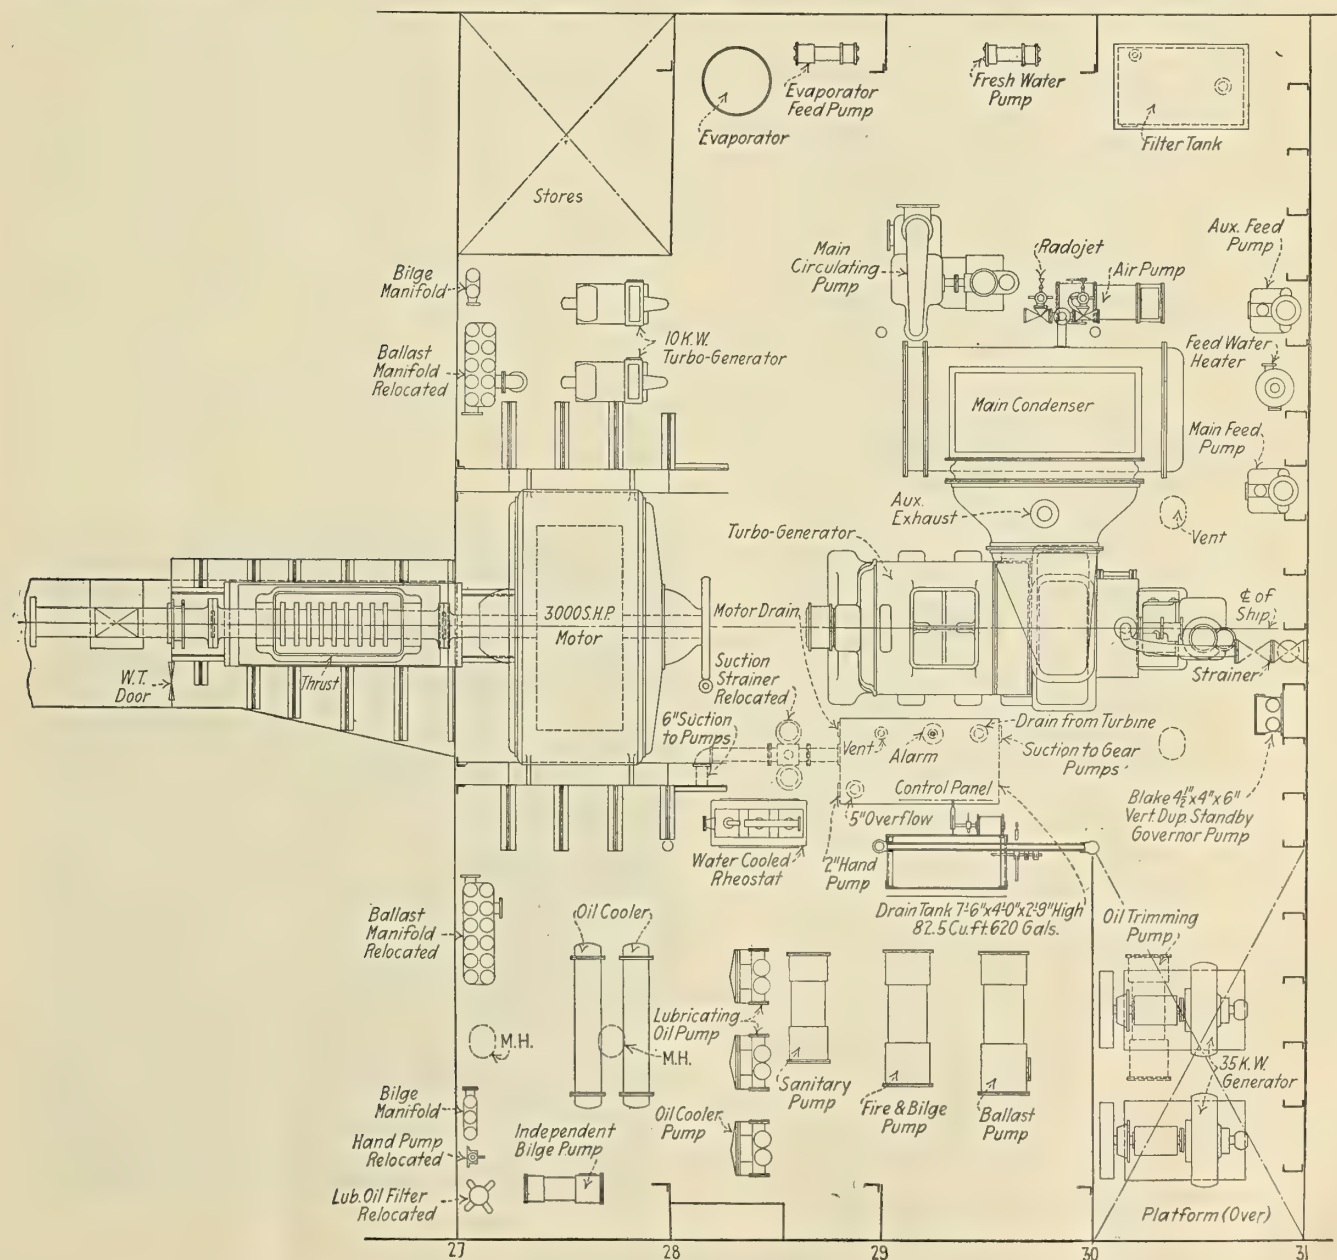 Evaporator
Feed Pump
Fresh Water
Pump
Evaporator
Filter Tank
Stores
Bilge
Manifold
Main
Circulating
Pump
Radojet
Air Pump
Aux. Feed
Pump
Ballast
Manifold
Relocated
10 K.W.
Turbo-Generator
Feed Water
Heater
Main Condenser
Main Feed
Pump
Aux.
Exhaust
Vent
Turbo-Generator
3000 S.H.P.
Motor
Motor Drain
℄ of
Ship
W.T.
Door
Thrust
Suction
Strainer
Relocated
Strainer
6" Suction
to Pumps
Vent
Alarm
Drain from Turbine
Suction to Gear
Pumps
Control Panel
5" Overflow
Blake 4½" x 4" x 6"
Vert. Dup. Standby
Governor Pump
Water Cooled
Rheostat
2" Hand
Pump
Drain Tank 7'-6" x 4'-0" x 2'-9" High
82.5 Cu. ft. 620 Gals.
Oil Trimming
Pump
Ballast
Manifold
Relocated
Oil Cooler
Lubricating
Oil Pump
M.H.
M.H.
Sanitary
Pump
Fire & Bilge
Pump
Ballast
Pump
35 K.W.
Generator
Bilge
Manifold
Hand Pump
Relocated
Independent
Bilge Pump
Oil Cooler
Pump
Lub. Oil Filter
Relocated
Platform (Over)
27 28 29 30 31